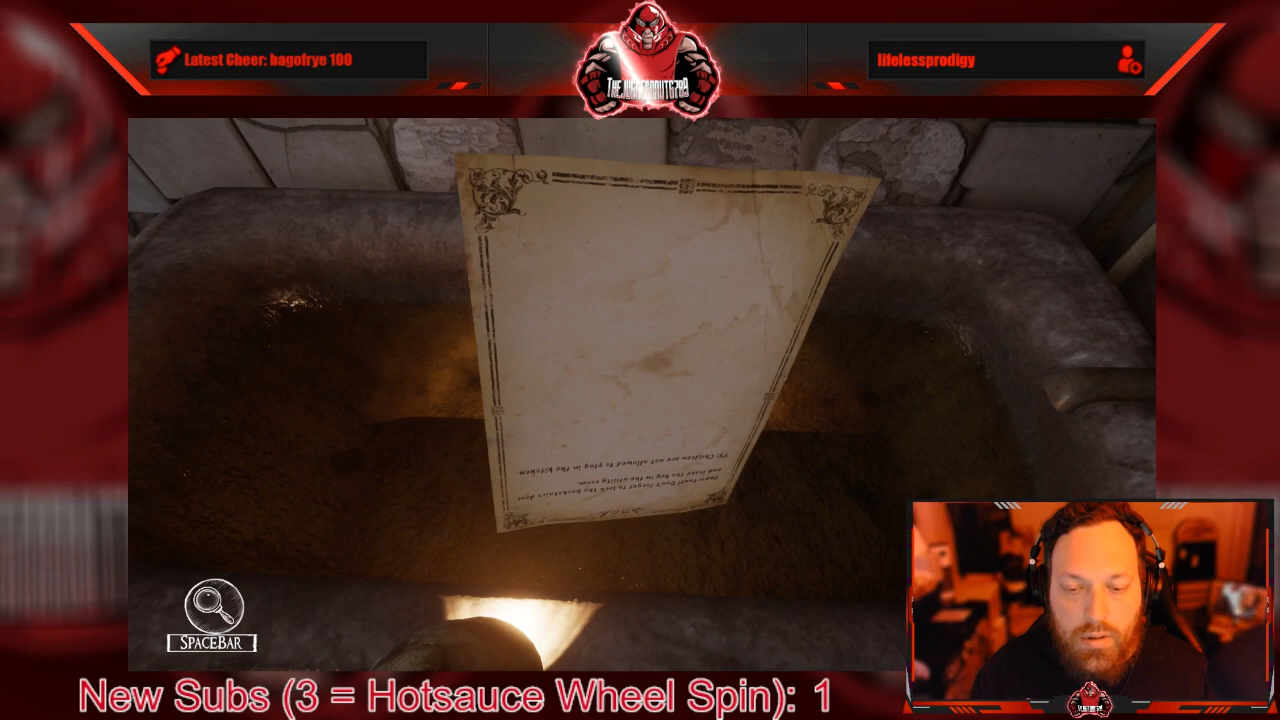 Latest Cheer: bagofrye 100
THEJUGGERNAUT6789
lifelessprodigy
Important! Don't forget to lock the backstairs door
and leave the key in the utility room.
PS: Children are not allowed to play in the kitchen.
SPACEBAR
New Subs (3 = Hotsauce Wheel Spin): 1